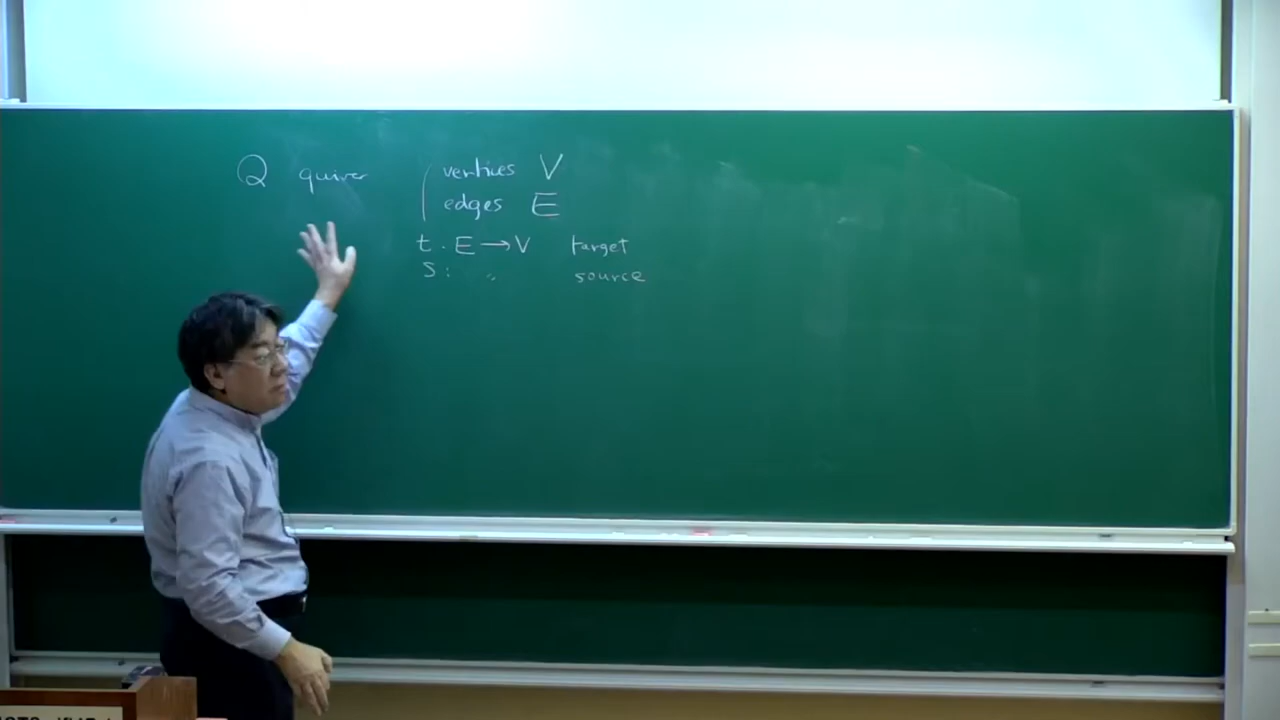 Q quiver
vertices V
edges E
t . E → V target
s : 〃 source